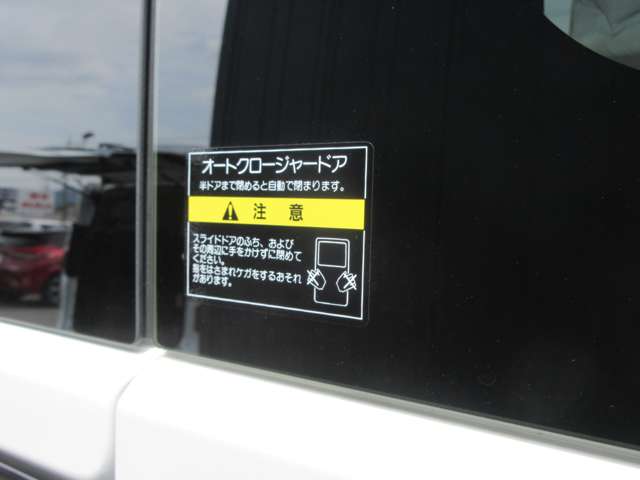 オートクロージャードア
半ドアまで閉めると自動で閉まります。
注意
スライドドアのふち、および
その周辺に手をかけずに閉めて
ください。
指をはさまれケガをするおそれ
があります。